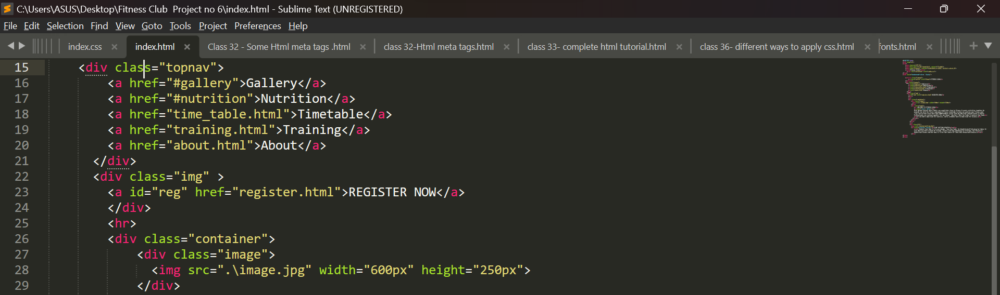 C:\Users\ASUS\Desktop\Fitness Club  Project no 6\index.html - Sublime Text (UNREGISTERED)
File Edit Selection Find View Goto Tools Project Preferences Help
index.css index.html Class 32 - Some Html meta tags .html class 32-Html meta tags.html class 33- complete html tutorial.html class 36- different ways to apply css.html fonts.html
15 <div class="topnav">
16 <a href="#gallery">Gallery</a>
17 <a href="#nutrition">Nutrition</a>
18 <a href="time_table.html">Timetable</a>
19 <a href="training.html">Training</a>
20 <a href="about.html">About</a>
21 </div>
22 <div class="img" >
23 <a id="reg" href="register.html">REGISTER NOW</a>
24 </div>
25 <hr>
26 <div class="container">
27 <div class="image">
28 <img src=".\image.jpg" width="600px" height="250px">
29 </div>